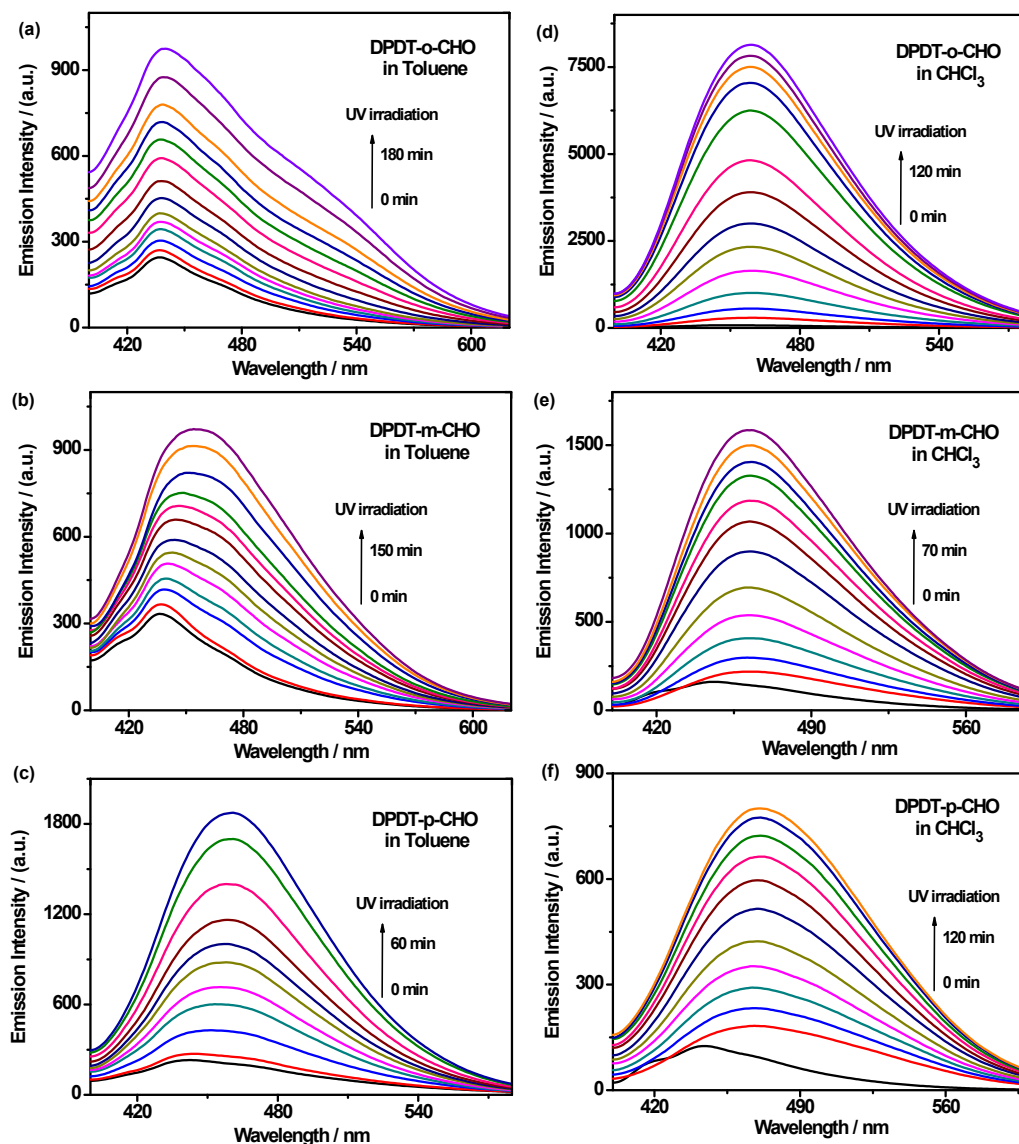 (a)
DPDT-o-CHO
in Toluene
UV irradiation
180 min
0 min
900
600
300
0
420
480
540
600
Emission Intensity / (a.u.)
Wavelength / nm
(d)
DPDT-o-CHO
in CHCl3
UV irradiation
120 min
0 min
7500
5000
2500
0
420
480
540
Emission Intensity / (a.u.)
Wavelength / nm
(b)
DPDT-m-CHO
in Toluene
UV irradiation
150 min
0 min
900
600
300
0
420
480
540
600
Emission Intensity / (a.u.)
Wavelength / nm
(e)
DPDT-m-CHO
in CHCl3
UV irradiation
70 min
0 min
1500
1000
500
0
420
490
560
Emission Intensity / (a.u.)
Wavelength / nm
(c)
DPDT-p-CHO
in Toluene
UV irradiation
60 min
0 min
1800
1200
600
0
420
480
540
Emission Intensity / (a.u.)
Wavelength / nm
(f)
DPDT-p-CHO
in CHCl3
UV irradiation
120 min
0 min
900
600
300
0
420
490
560
Emission Intensity / (a.u.)
Wavelength / nm